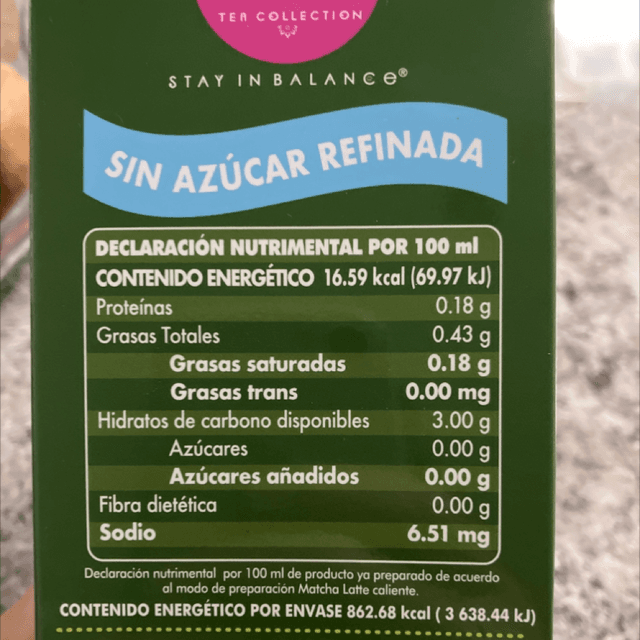 TEA COLLECTION
STAY IN BALANCE®
SIN AZÚCAR REFINADA
DECLARACIÓN NUTRIMENTAL POR 100 ml
CONTENIDO ENERGÉTICO 16.59 kcal (69.97 kJ)
Proteínas 0.18 g
Grasas Totales 0.43 g
Grasas saturadas 0.18 g
Grasas trans 0.00 mg
Hidratos de carbono disponibles 3.00 g
Azúcares 0.00 g
Azúcares añadidos 0.00 g
Fibra dietética 0.00 g
Sodio 6.51 mg
Declaración nutrimental por 100 ml de producto ya preparado de acuerdo
al modo de preparación Matcha Latte caliente.
CONTENIDO ENERGÉTICO POR ENVASE 862.68 kcal ( 3 638.44 kJ)